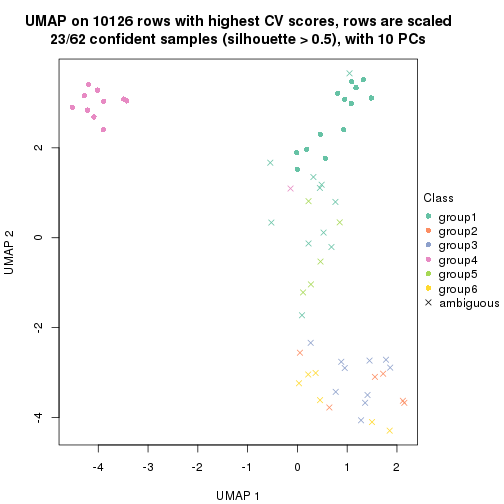 UMAP on 10126 rows with highest CV scores, rows are scaled
23/62 confident samples (silhouette > 0.5), with 10 PCs
UMAP 2
2
0
-2
-4
-4
-3
-2
-1
0
1
2
UMAP 1
Class
group1
group2
group3
group4
group5
group6
ambiguous